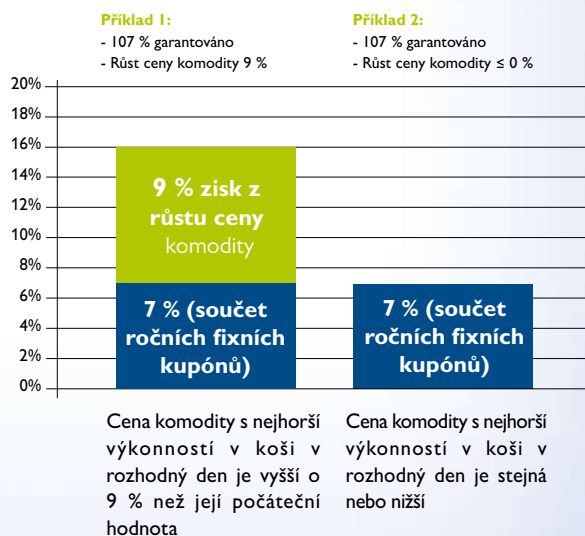 Příklad 1:
- 107 % garantováno
- Růst ceny komodity 9 %
Příklad 2:
- 107 % garantováno
- Růst ceny komodity ≤ 0 %
20%
18%
16%
14%
12%
10%
8%
6%
4%
2%
0%
9 % zisk z
růstu ceny
komodity
7 % (součet
ročních fixních
kupónů)
7 % (součet
ročních fixních
kupónů)
Cena komodity s nejhorší
výkonností v koši v
rozhodný den je vyšší o
9 % než její počáteční
hodnota
Cena komodity s nejhorší
výkonností v koši v
rozhodný den je stejná
nebo nižší